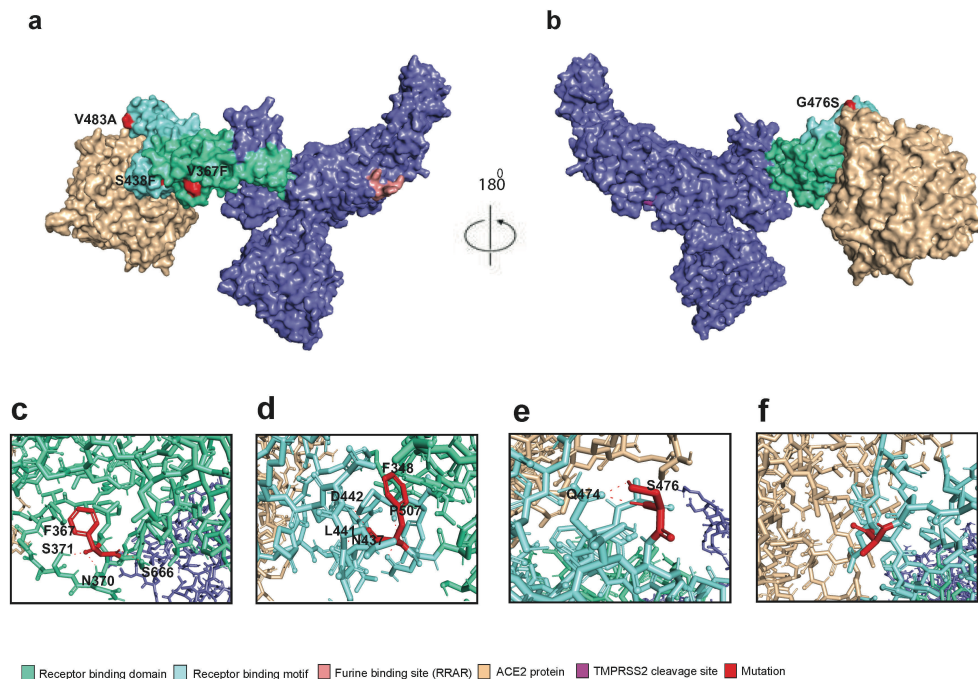 a
b
V483A
G476S
S438F
V367F
180
0
c
d
e
f
F367
S371
N370
S666
F348
D442
P507
L441
N437
Q474
S476
Receptor binding domain
Receptor binding motif
Furine binding site (RRAR)
ACE2 protein
TMPRSS2 cleavage site
Mutation